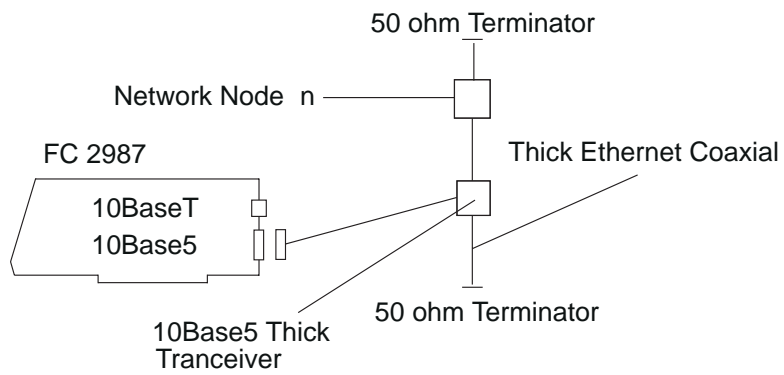 50 ohm Terminator
Network Node n
FC 2987
Thick Ethernet Coaxial
10BaseT
10Base5
50 ohm Terminator
10Base5 Thick
Tranceiver